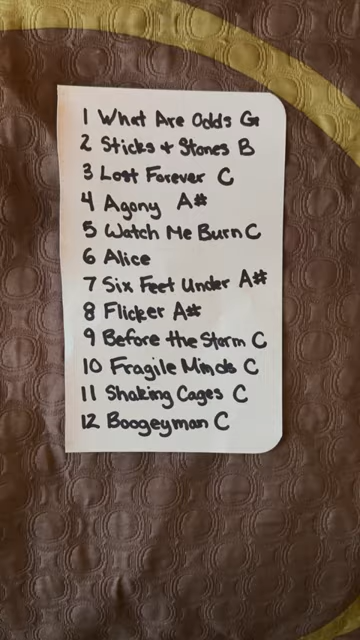 1 What Are Odds G
2 Sticks + Stones B
3 Lost Forever C
4 Agony A#
5 Watch Me Burn C
6 Alice
7 Six Feet Under A#
8 Flicker A#
9 Before the Storm C
10 Fragile Minds C
11 Shaking Cages C
12 Boogeyman C